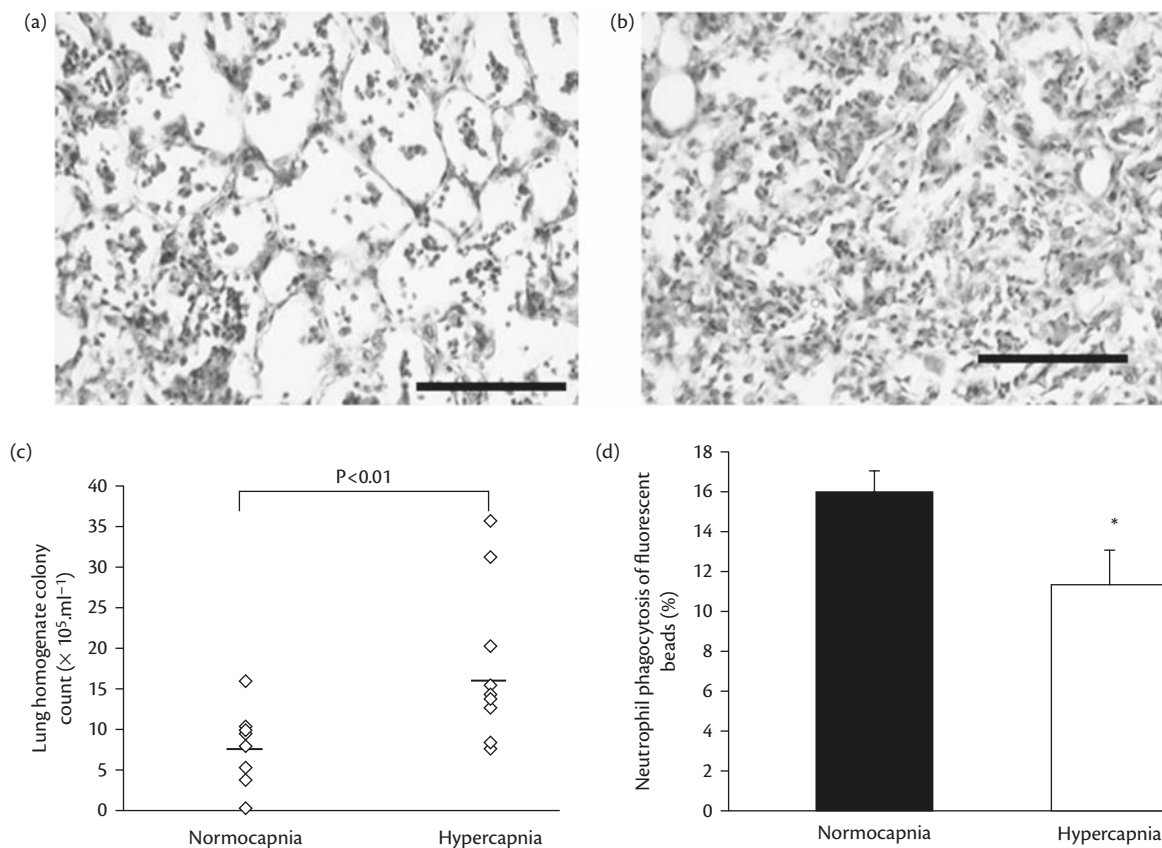 (a)
(b)
(c)
P<0.01
Lung homogenate colony
count (× 10⁵.ml⁻¹)
40
35
30
25
20
15
10
5
0
Normocapnia
Hypercapnia
(d)
Neutrophil phagocytosis of fluorescent
beads (%)
18
16
14
12
10
8
6
4
2
0
*
Normocapnia
Hypercapnia